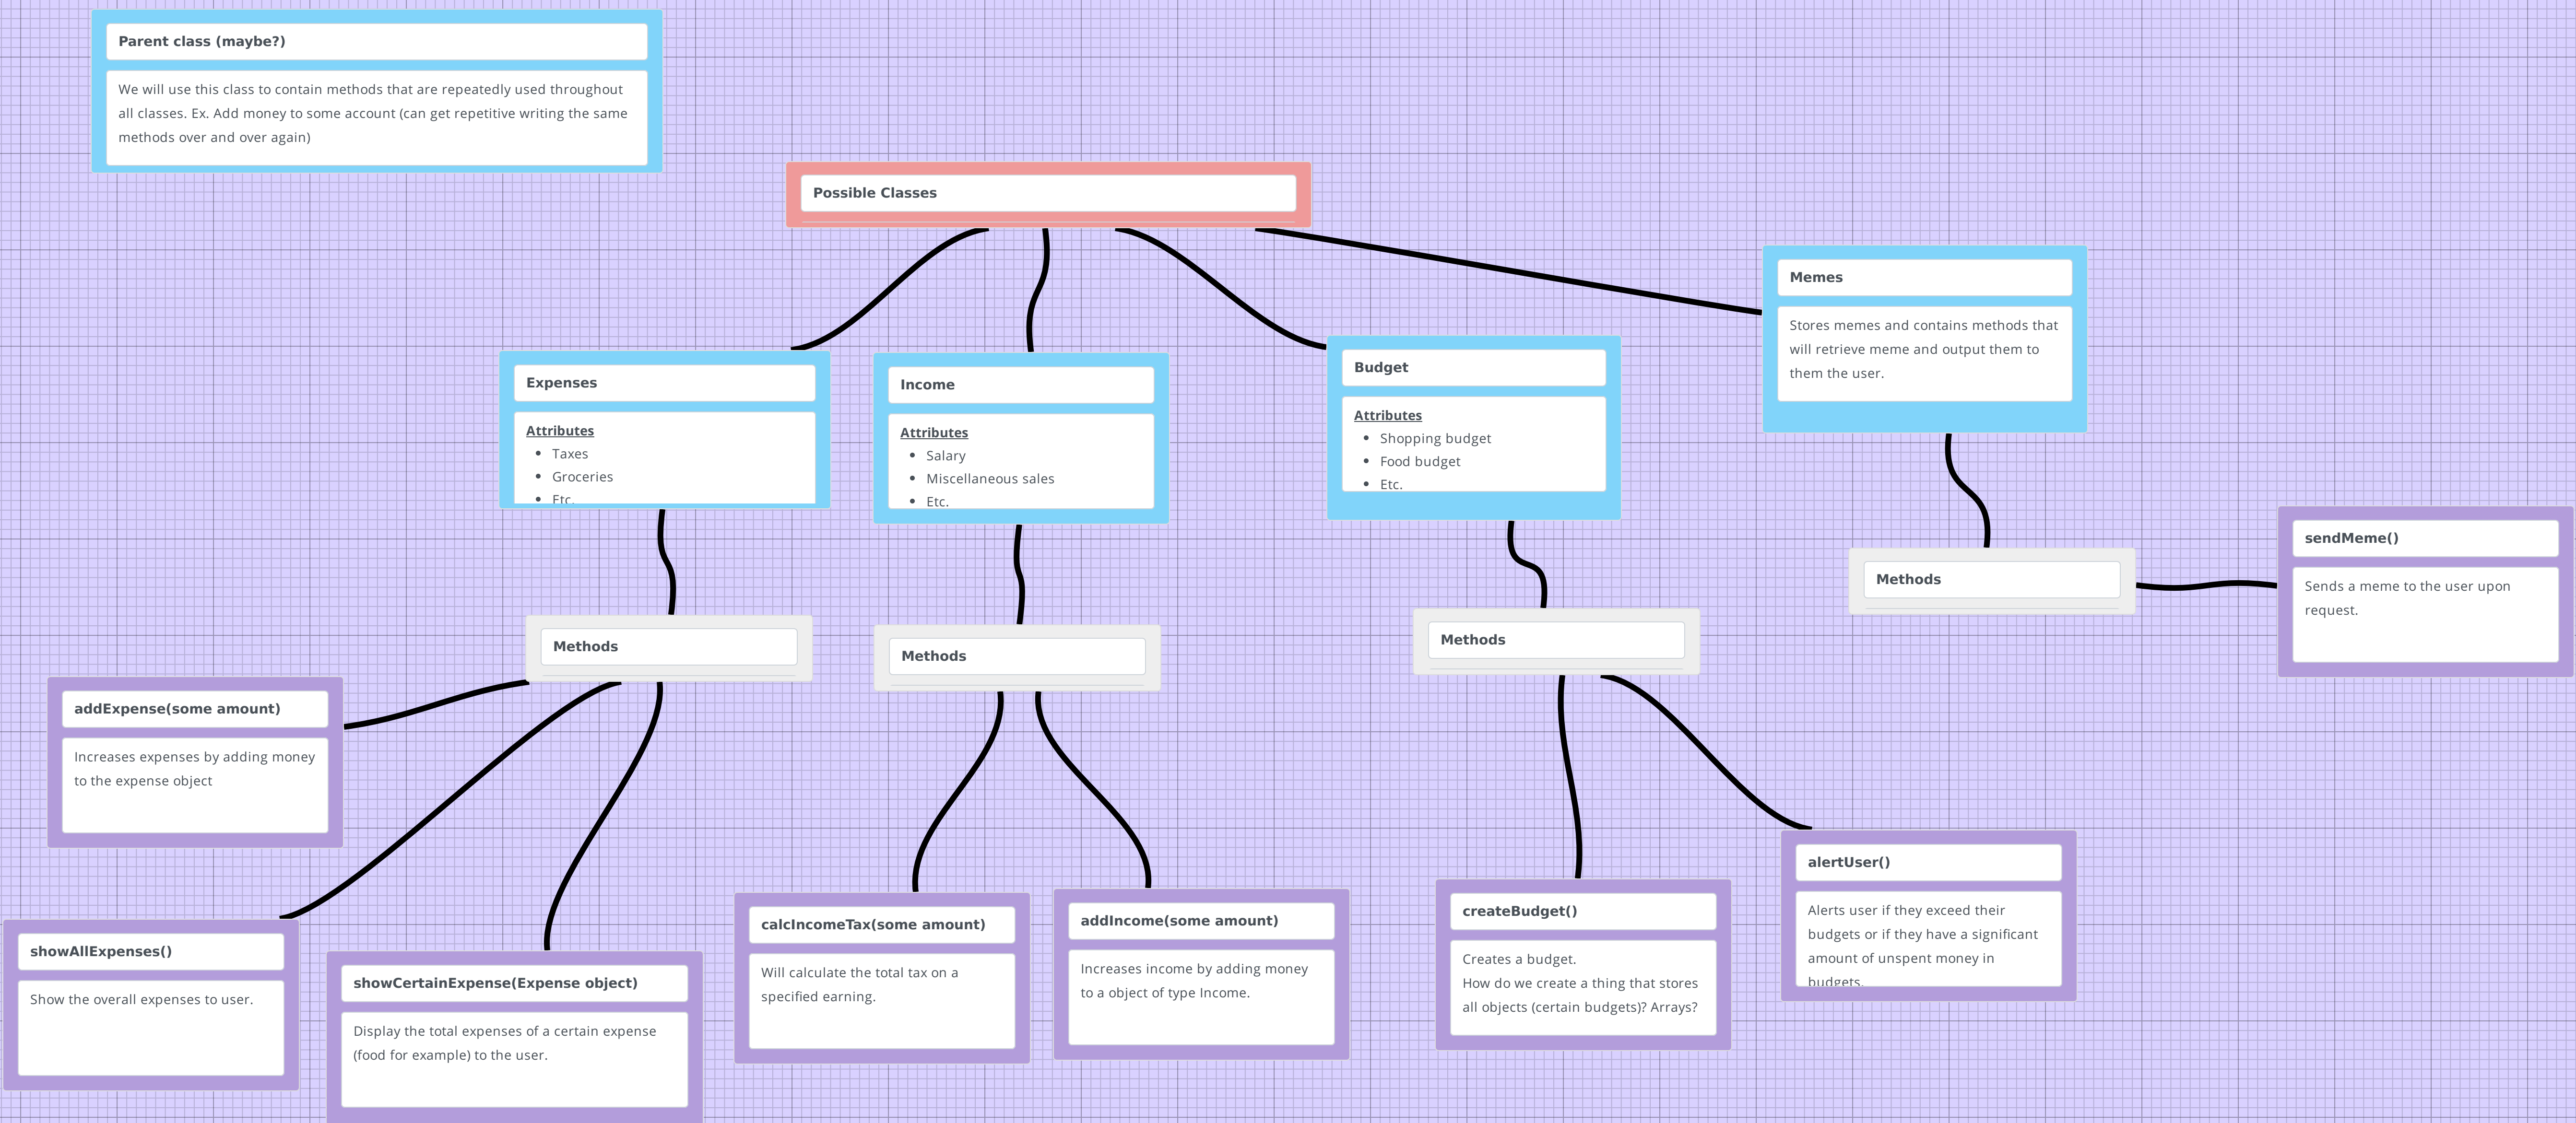 Parent class (maybe?)
We will use this class to contain methods that are repeatedly used throughout
all classes. Ex. Add money to some account (can get repetitive writing the same
methods over and over again)
Possible Classes
Memes
Stores memes and contains methods that
will retrieve meme and output them to
them the user.
Expenses
Attributes
• Taxes
• Groceries
• Etc.
Income
Attributes
• Salary
• Miscellaneous sales
• Etc.
Budget
Attributes
• Shopping budget
• Food budget
• Etc.
Methods
Methods
Methods
Methods
sendMeme()
Sends a meme to the user upon
request.
addExpense(some amount)
Increases expenses by adding money
to the expense object
showAllExpenses()
Show the overall expenses to user.
showCertainExpense(Expense object)
Display the total expenses of a certain expense
(food for example) to the user.
calcIncomeTax(some amount)
Will calculate the total tax on a
specified earning.
addIncome(some amount)
Increases income by adding money
to a object of type Income.
createBudget()
Creates a budget.
How do we create a thing that stores
all objects (certain budgets)? Arrays?
alertUser()
Alerts user if they exceed their
budgets or if they have a significant
amount of unspent money in
budgets.